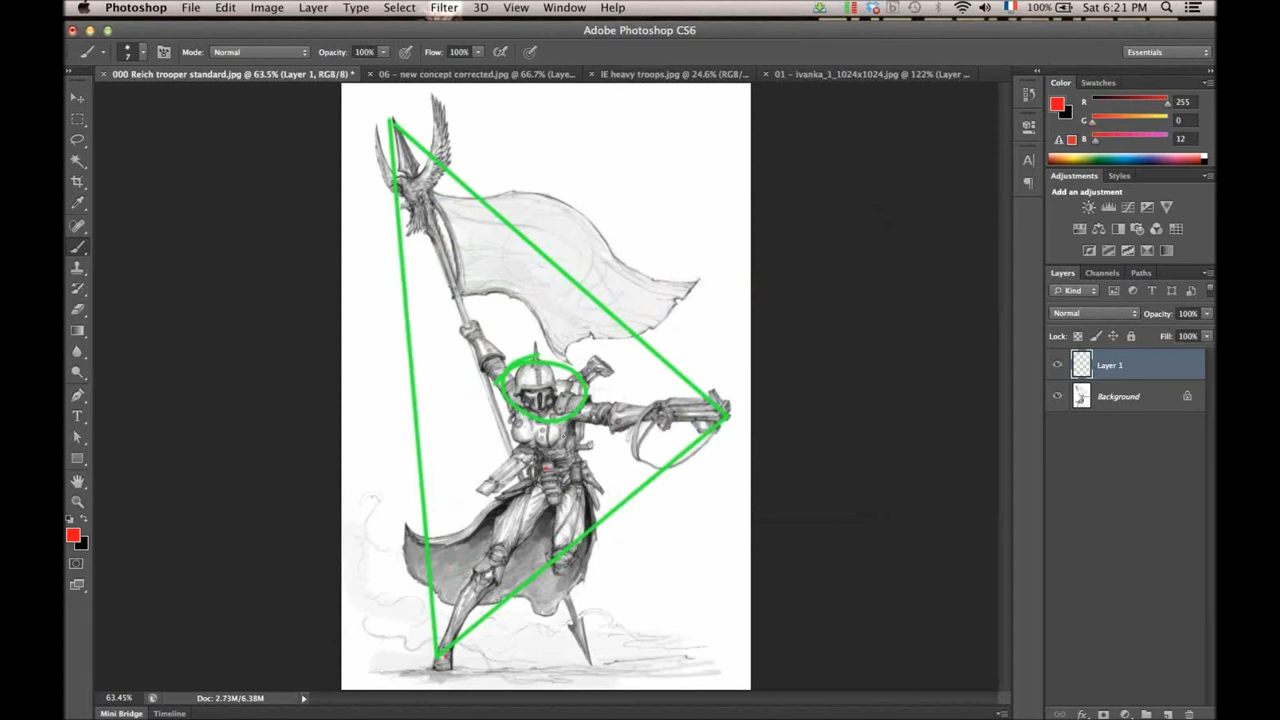 Photoshop File Edit Image Layer Type Select Filter 3D View Window Help 100% Sat 6:21 PM
Adobe Photoshop CS6
7 Mode: Normal Opacity: 100% Flow: 100% Essentials
000 Reich trooper standard.jpg @ 63.5% (Layer 1, RGB/8) * 06 - new concept corrected.jpg @ 66.7% (Laye... IE heavy troops.jpg @ 24.6% (RGB/... 01 - ivanka_1_1024x1024.jpg @ 122% (Layer ...
Color Swatches
R 255
G 0
B 12
Adjustments Styles
Add an adjustment
Layers Channels Paths
Kind
Normal Opacity: 100%
Lock: Fill: 100%
Layer 1
Background
63.45% Doc: 2.73M/6.38M
Mini Bridge Timeline